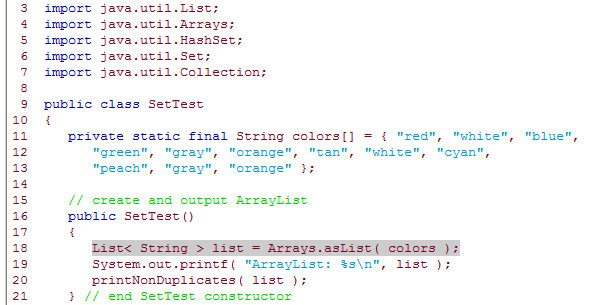 3 import java.util.List;
4 import java.util.Arrays;
5 import java.util.HashSet;
6 import java.util.Set;
7 import java.util.Collection;
8
9 public class SetTest
10 {
11    private static final String colors[] = { "red", "white", "blue",
12       "green", "gray", "orange", "tan", "white", "cyan",
13       "peach", "gray", "orange" };
14
15    // create and output ArrayList
16    public SetTest()
17    {
18       List< String > list = Arrays.asList( colors );
19       System.out.printf( "ArrayList: %s\n", list );
20       printNonDuplicates( list );
21    } // end SetTest constructor